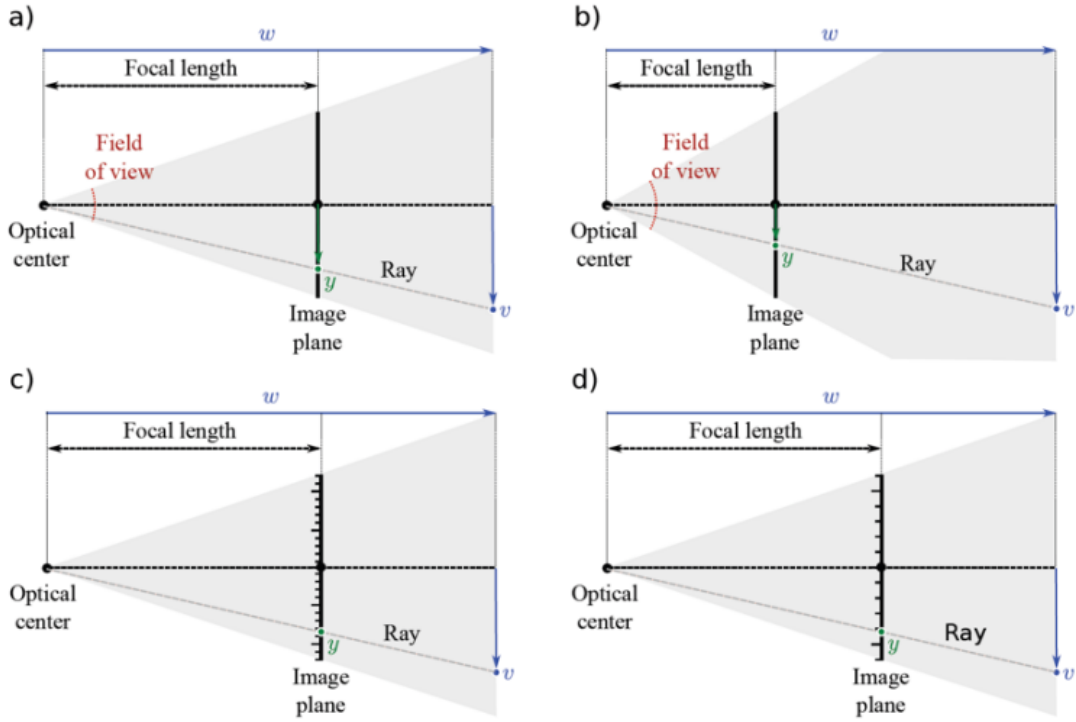 a)
w
Focal length
Field
of view
Optical
center
Ray
y
v
Image
plane
b)
w
Focal length
Field
of view
Optical
center
Ray
y
v
Image
plane
c)
w
Focal length
Optical
center
Ray
y
v
Image
plane
d)
w
Focal length
Optical
center
Ray
y
v
Image
plane